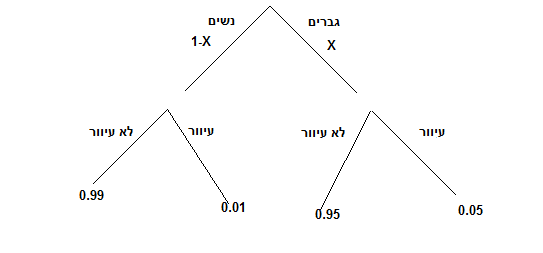 גברים
נשים
X
1-X
עיוור
לא עיוור
עיוור
לא עיוור
0.05
0.95
0.01
0.99